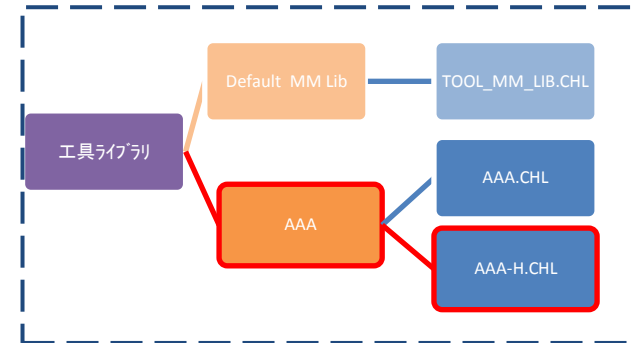 Default MM Lib
TOOL_MM_LIB.CHL
工具ﾗｲﾌﾞﾗﾘ
AAA.CHL
AAA
AAA-H.CHL